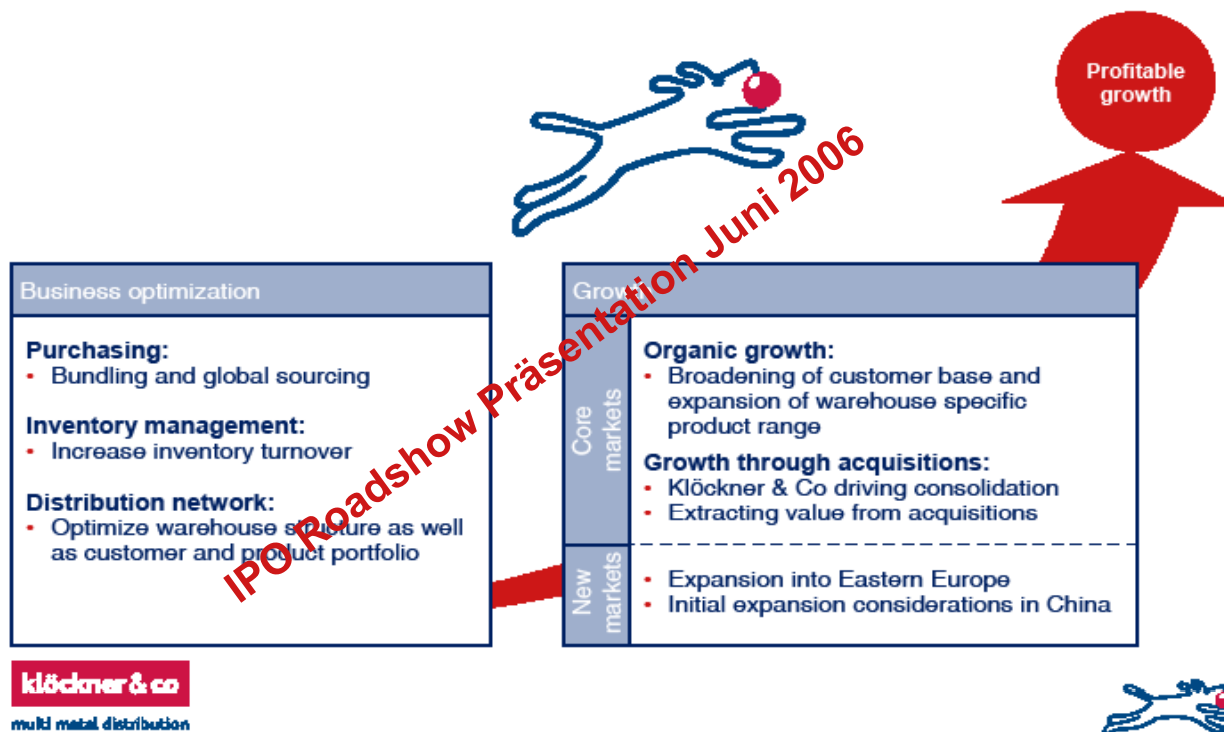 Profitable
growth
IPO Roadshow Präsentation Juni 2006
Business optimization
Purchasing:
• Bundling and global sourcing
Inventory management:
• Increase inventory turnover
Distribution network:
• Optimize warehouse structure as well
as customer and product portfolio
Growth
Core
markets
Organic growth:
• Broadening of customer base and
expansion of warehouse specific
product range
Growth through acquisitions:
• Klöckner & Co driving consolidation
• Extracting value from acquisitions
New
markets
• Expansion into Eastern Europe
• Initial expansion considerations in China
klöckner & co
multi metal distribution